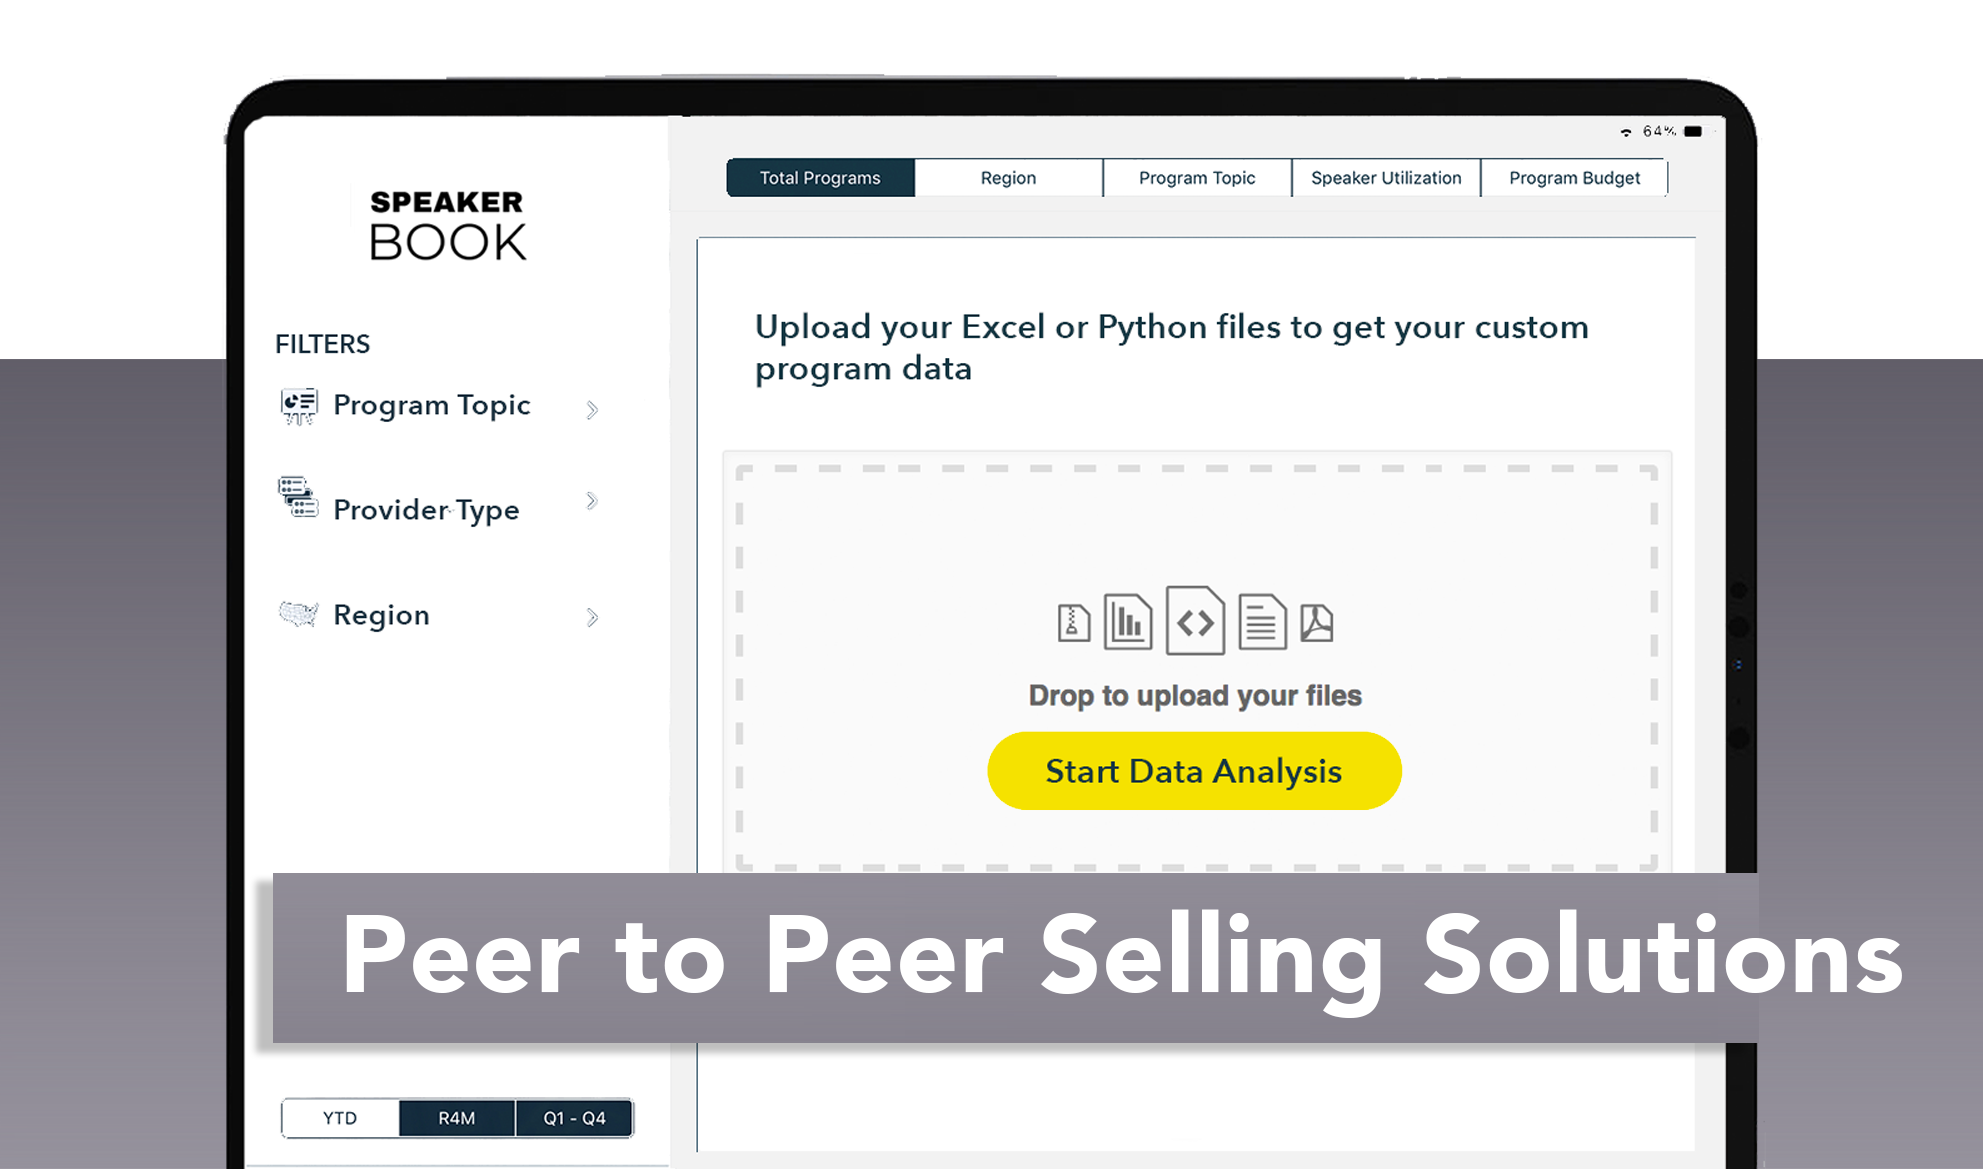 64%
SPEAKER
BOOK
Total Programs
Region
Program Topic
Speaker Utilization
Program Budget
FILTERS
Program Topic
Provider Type
Region
Upload your Excel or Python files to get your custom
program data
Drop to upload your files
Start Data Analysis
Peer to Peer Selling Solutions
YTD
R4M
Q1 - Q4